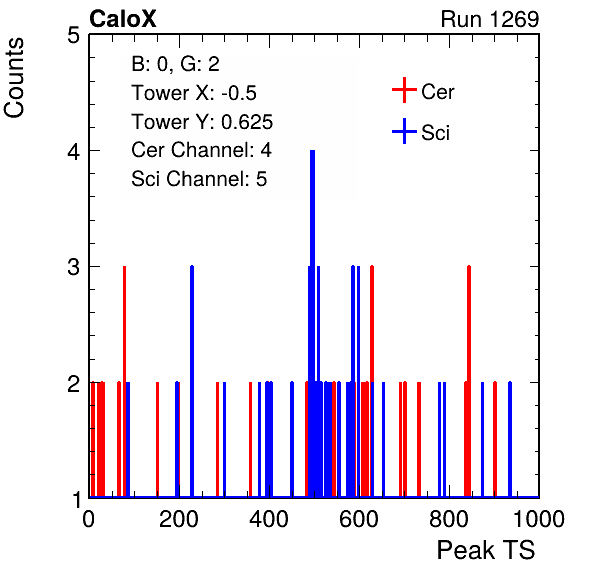 CaloX Run 1269
Counts
5
4
3
2
1
B: 0, G: 2
Tower X: -0.5
Tower Y: 0.625
Cer Channel: 4
Sci Channel: 5
Cer
Sci
0 200 400 600 800 1000
Peak TS